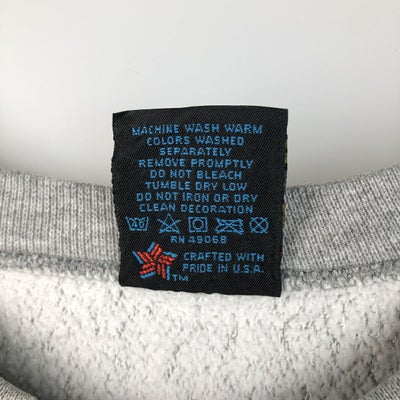 MACHINE WASH WARM
COLORS WASHED
SEPARATELY
REMOVE PROMPTLY
DO NOT BLEACH
TUMBLE DRY LOW
DO NOT IRON OR DRY
CLEAN DECORATION
40
RN 49068
CRAFTED WITH
PRIDE IN U.S.A.
TM